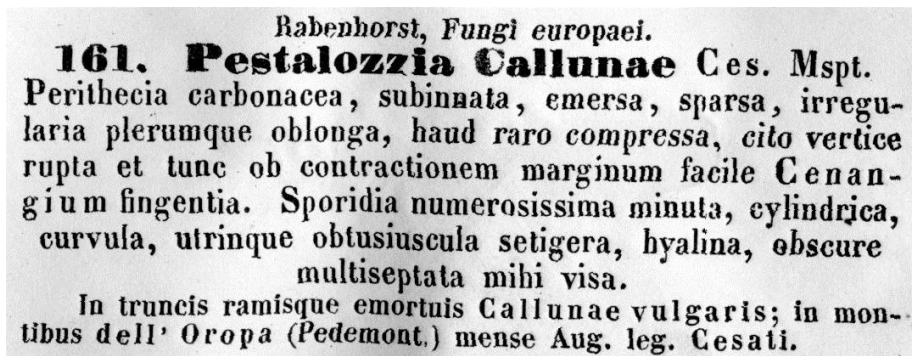 Rabenhorst, Fungi europaei.
161. Pestalozzia Callunae Ces. Mspt.
Perithecia carbonacea, subinnata, emersa, sparsa, irregu-
laria plerumque oblonga, haud raro compressa, cito vertice
rupta et tunc ob contractionem marginum facile Cenan-
gium fingentia. Sporidia numerosissima minuta, cylindrica,
curvula, utrinque obtusiuscula setigera, hyalina, obscure
multiseptata mihi visa.
In truncis ramisque emortuis Callunae vulgaris; in mon-
tibus dell' Oropa (Pedemont.) mense Aug. leg. Cesati.